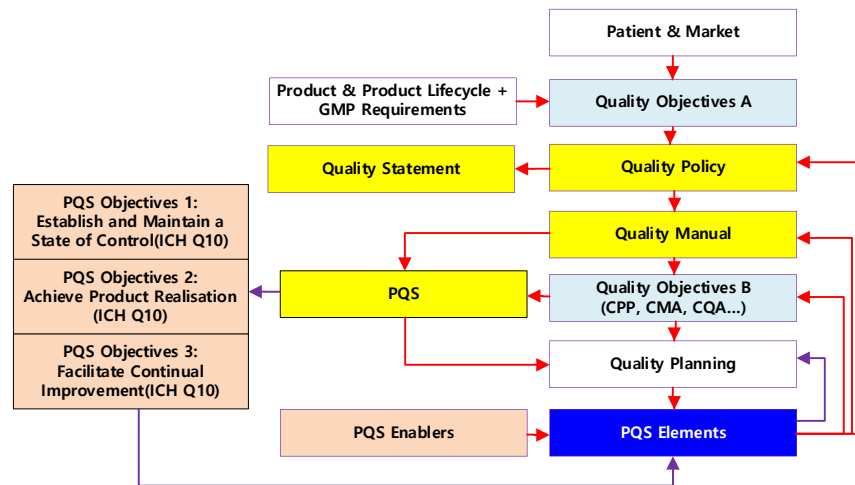 Patient & Market
Product & Product Lifecycle +
GMP Requirements
Quality Objectives A
Quality Statement
Quality Policy
PQS Objectives 1:
Establish and Maintain a
State of Control(ICH Q10)
Quality Manual
PQS Objectives 2:
Achieve Product Realisation
(ICH Q10)
PQS
Quality Objectives B
(CPP, CMA, CQA...)
PQS Objectives 3:
Facilitate Continual
Improvement(ICH Q10)
Quality Planning
PQS Enablers
PQS Elements